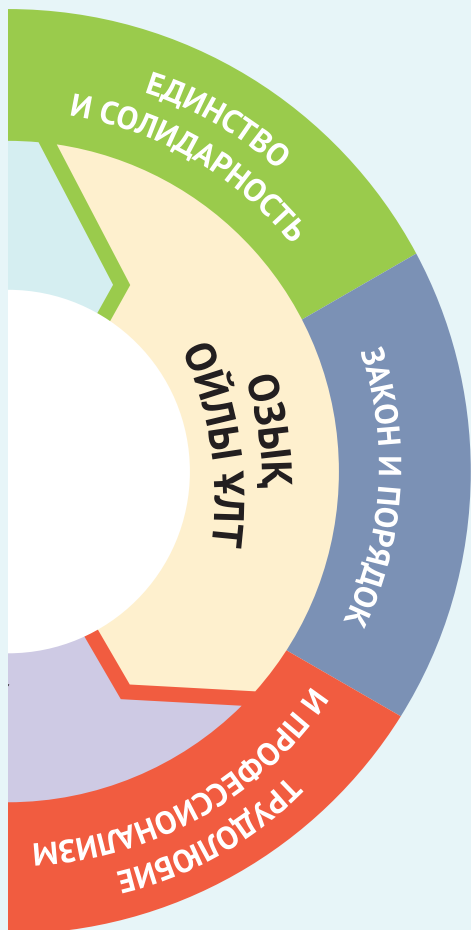 ЕДИНСТВО
И СОЛИДАРНОСТЬ
ЗАКОН И ПОРЯДОК
ОЗЫҚ
ОЙЛЫ ҰЛТ
ТРУДОЛЮБИЕ
И ПРОФЕССИОНАЛИЗМ